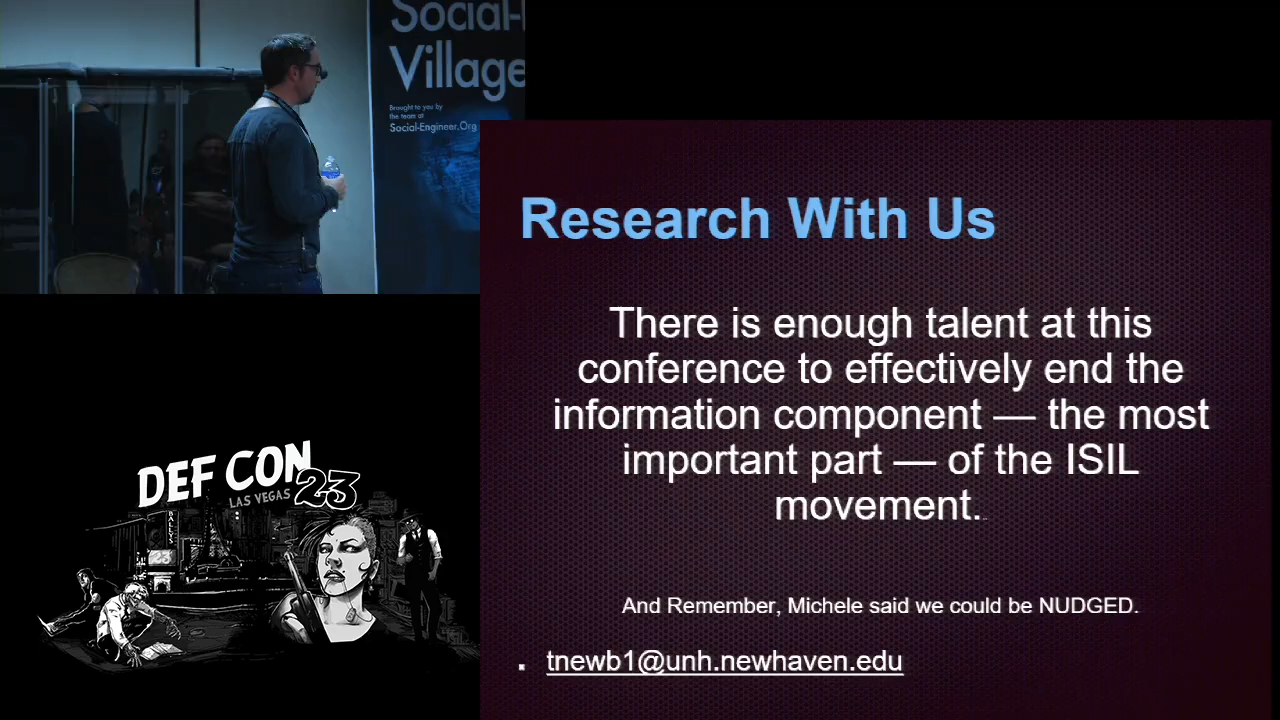 Social-
Village
Brought to you by
the team at
Social-Engineer.Org
Research With Us
There is enough talent at this
conference to effectively end the
information component — the most
important part — of the ISIL
movement.
And Remember, Michele said we could be NUDGED.
tnewb1@unh.newhaven.edu
DEF CON
LAS VEGAS 23
BALLYS